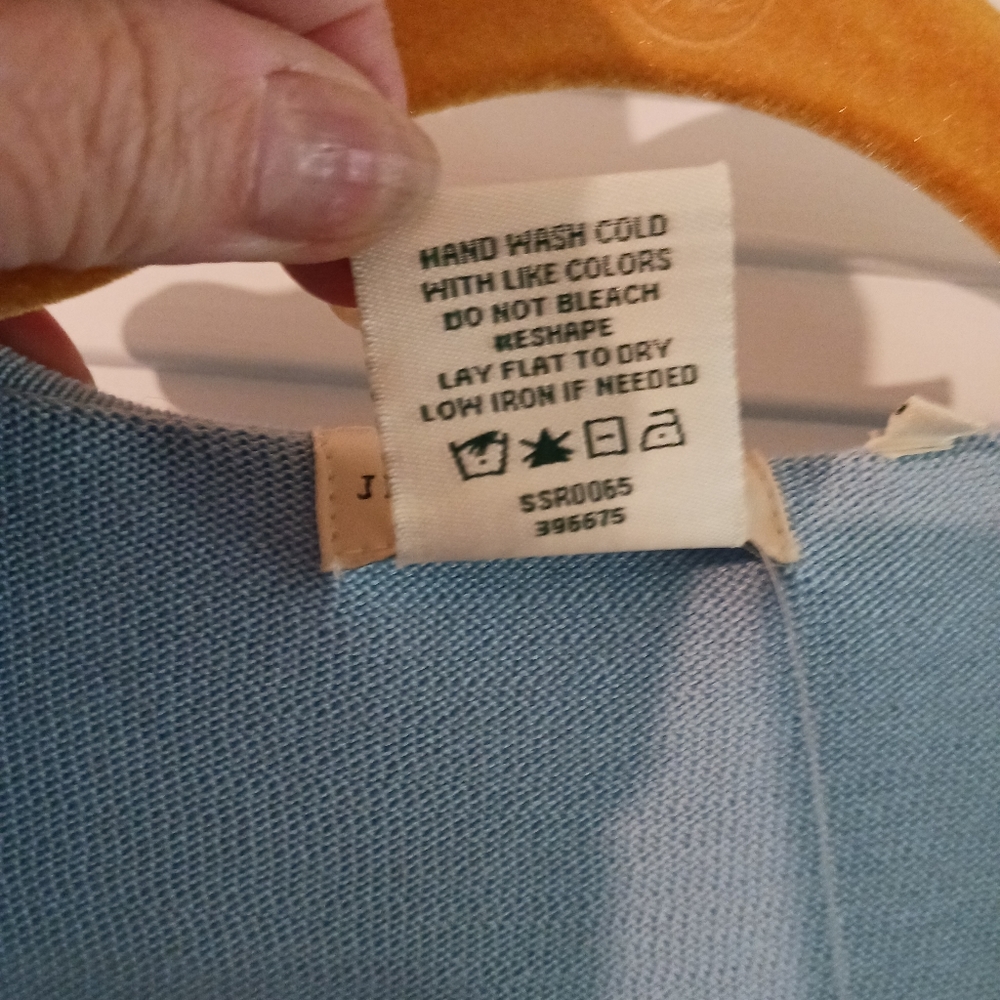 HAND WASH COLD
WITH LIKE COLORS
DO NOT BLEACH
RESHAPE
LAY FLAT TO DRY
LOW IRON IF NEEDED
SSRD065
396675
J